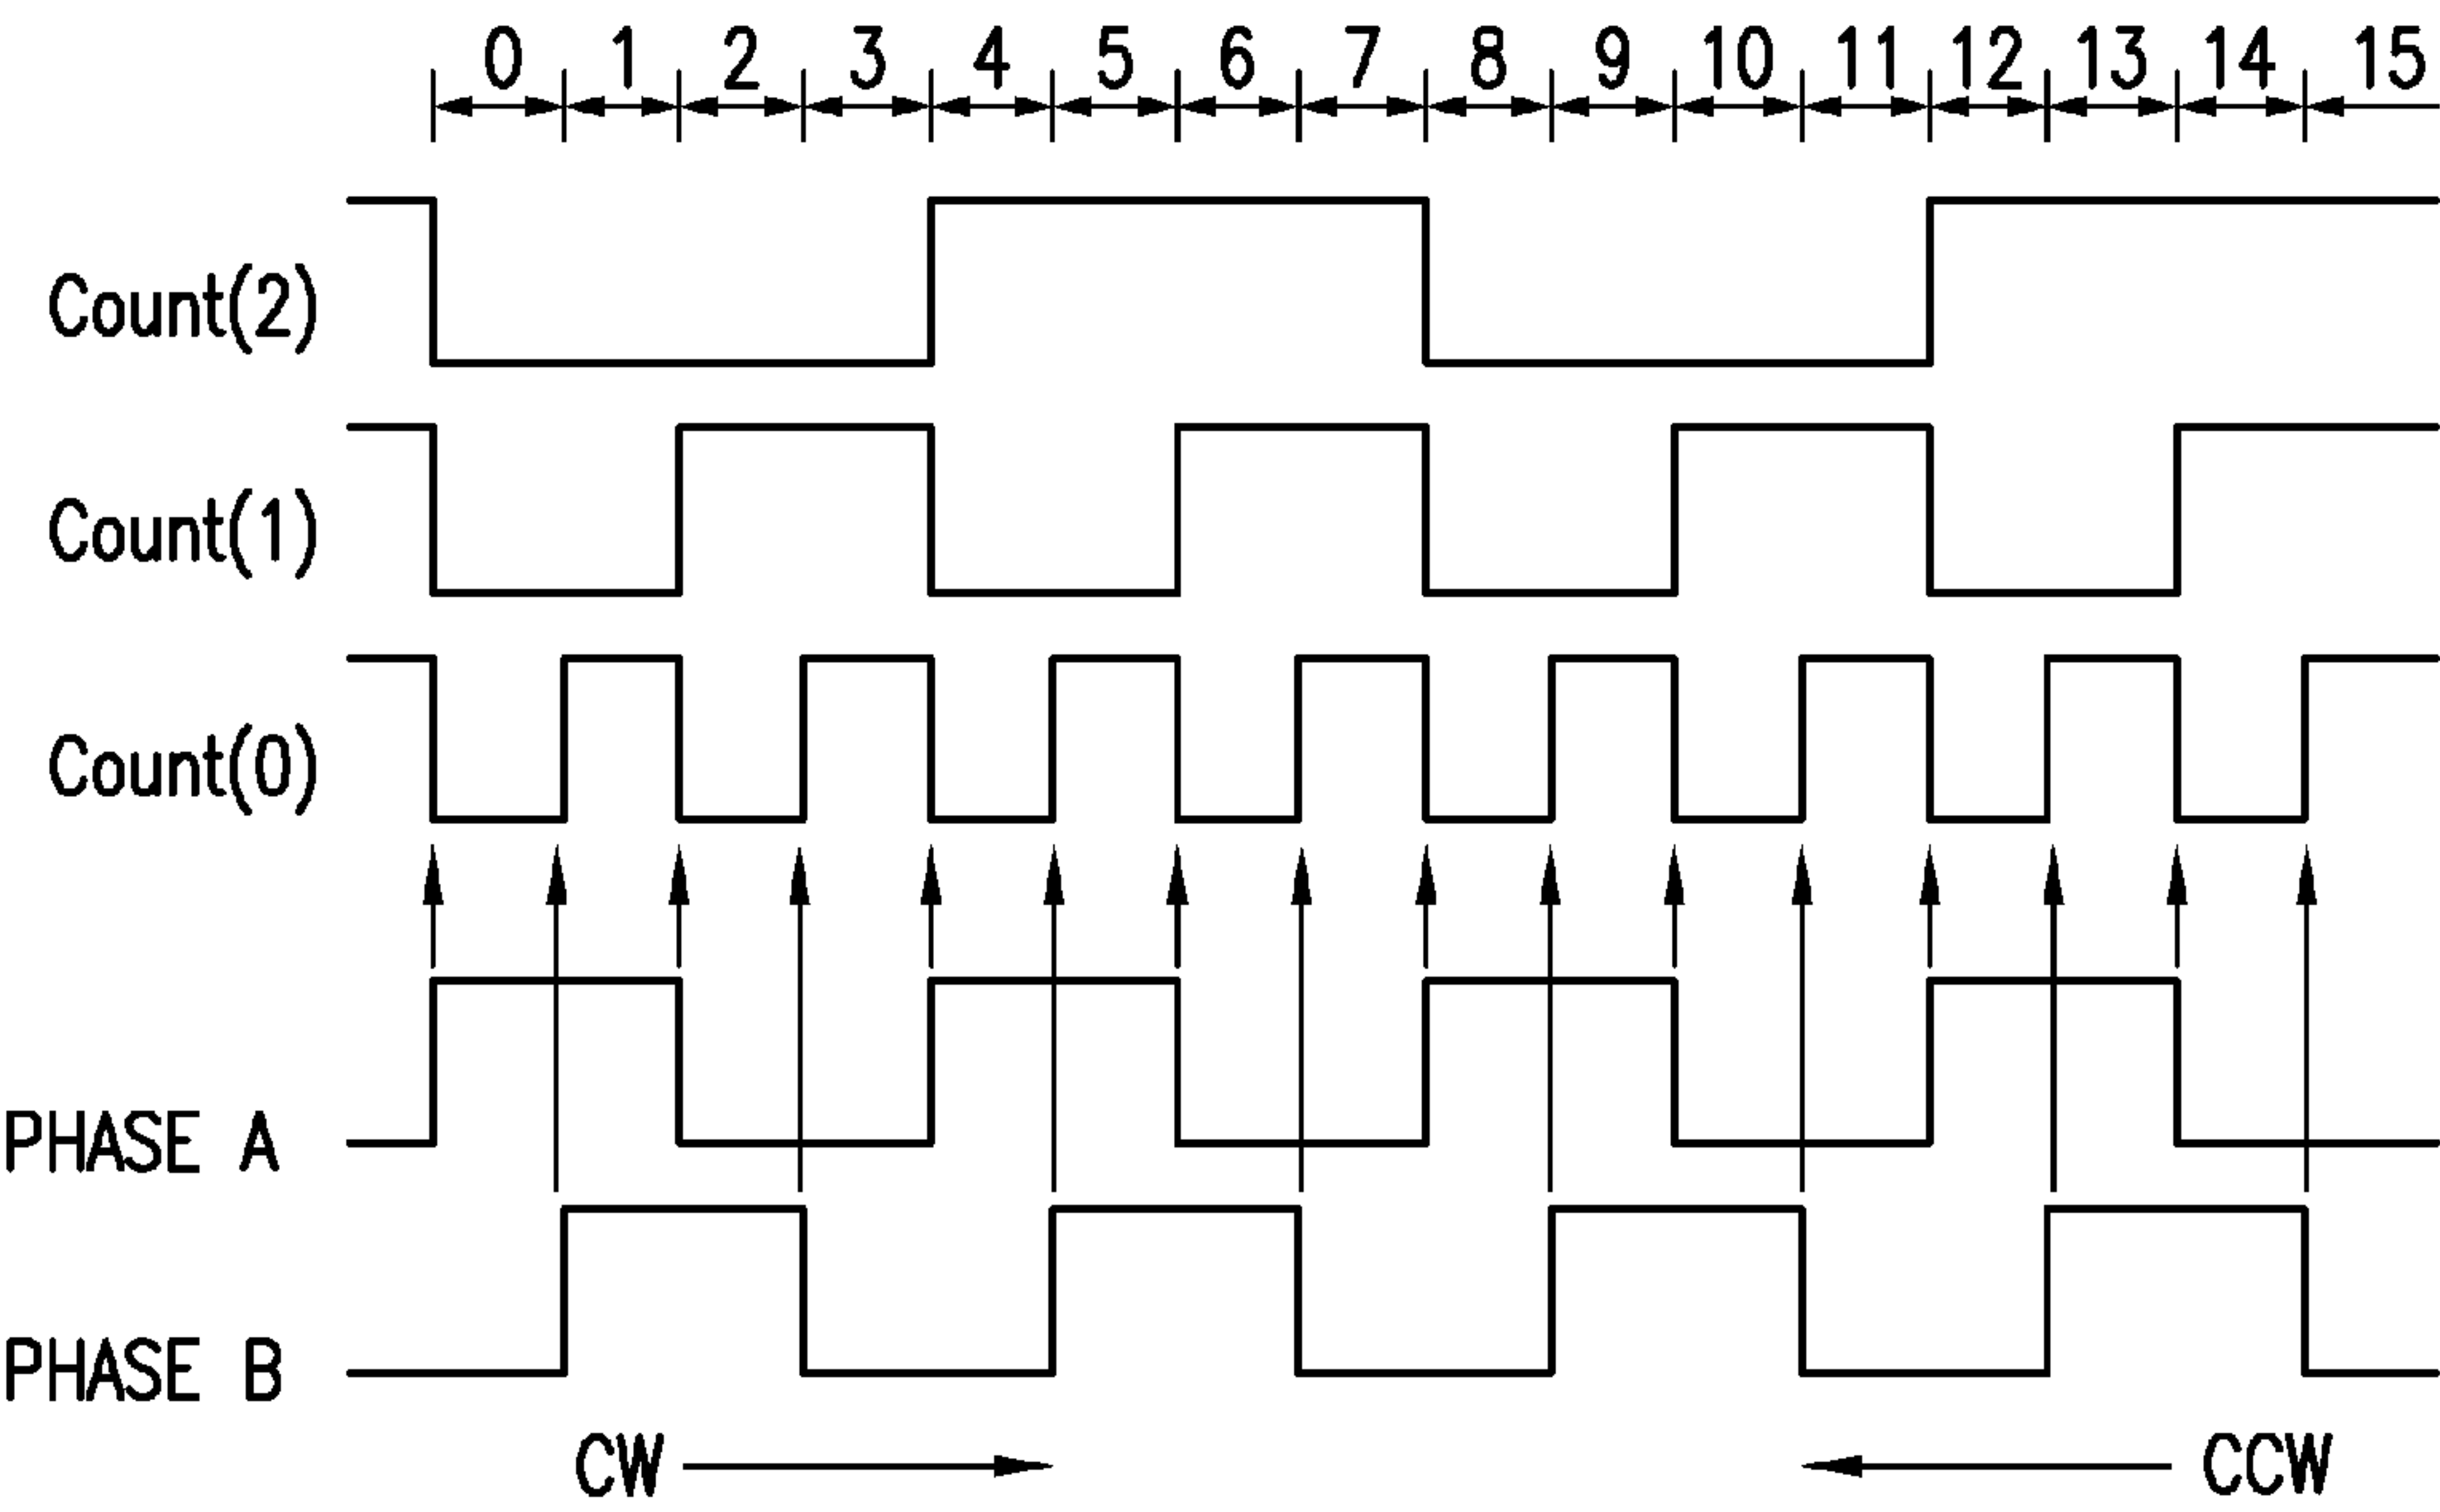 0 1 2 3 4 5 6 7 8 9 10 11 12 13 14 15
Count(2)
Count(1)
Count(0)
PHASE A
PHASE B
CW CCW